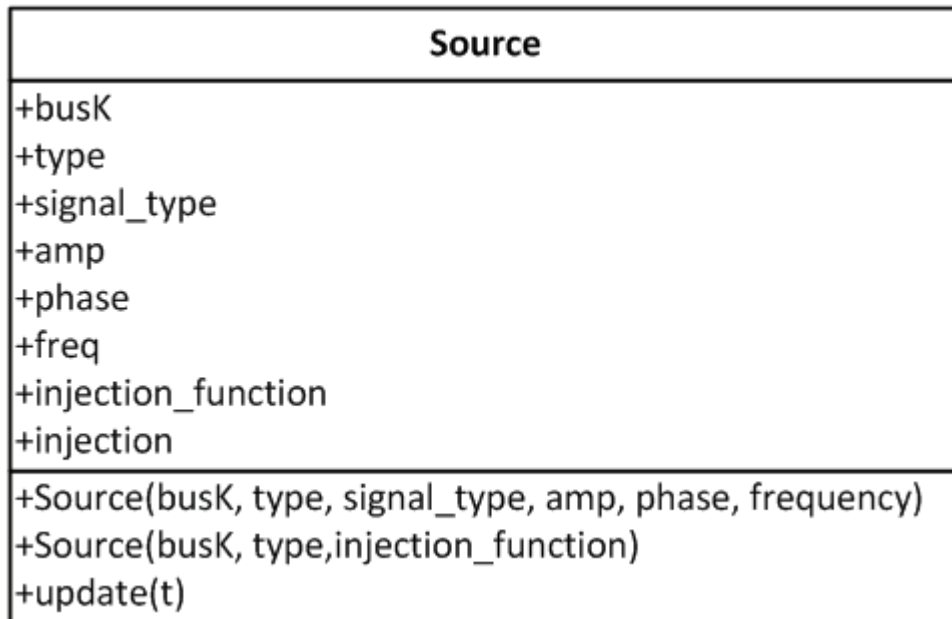 Source
+busK
+type
+signal_type
+amp
+phase
+freq
+injection_function
+injection
+Source(busK, type, signal_type, amp, phase, frequency)
+Source(busK, type,injection_function)
+update(t)